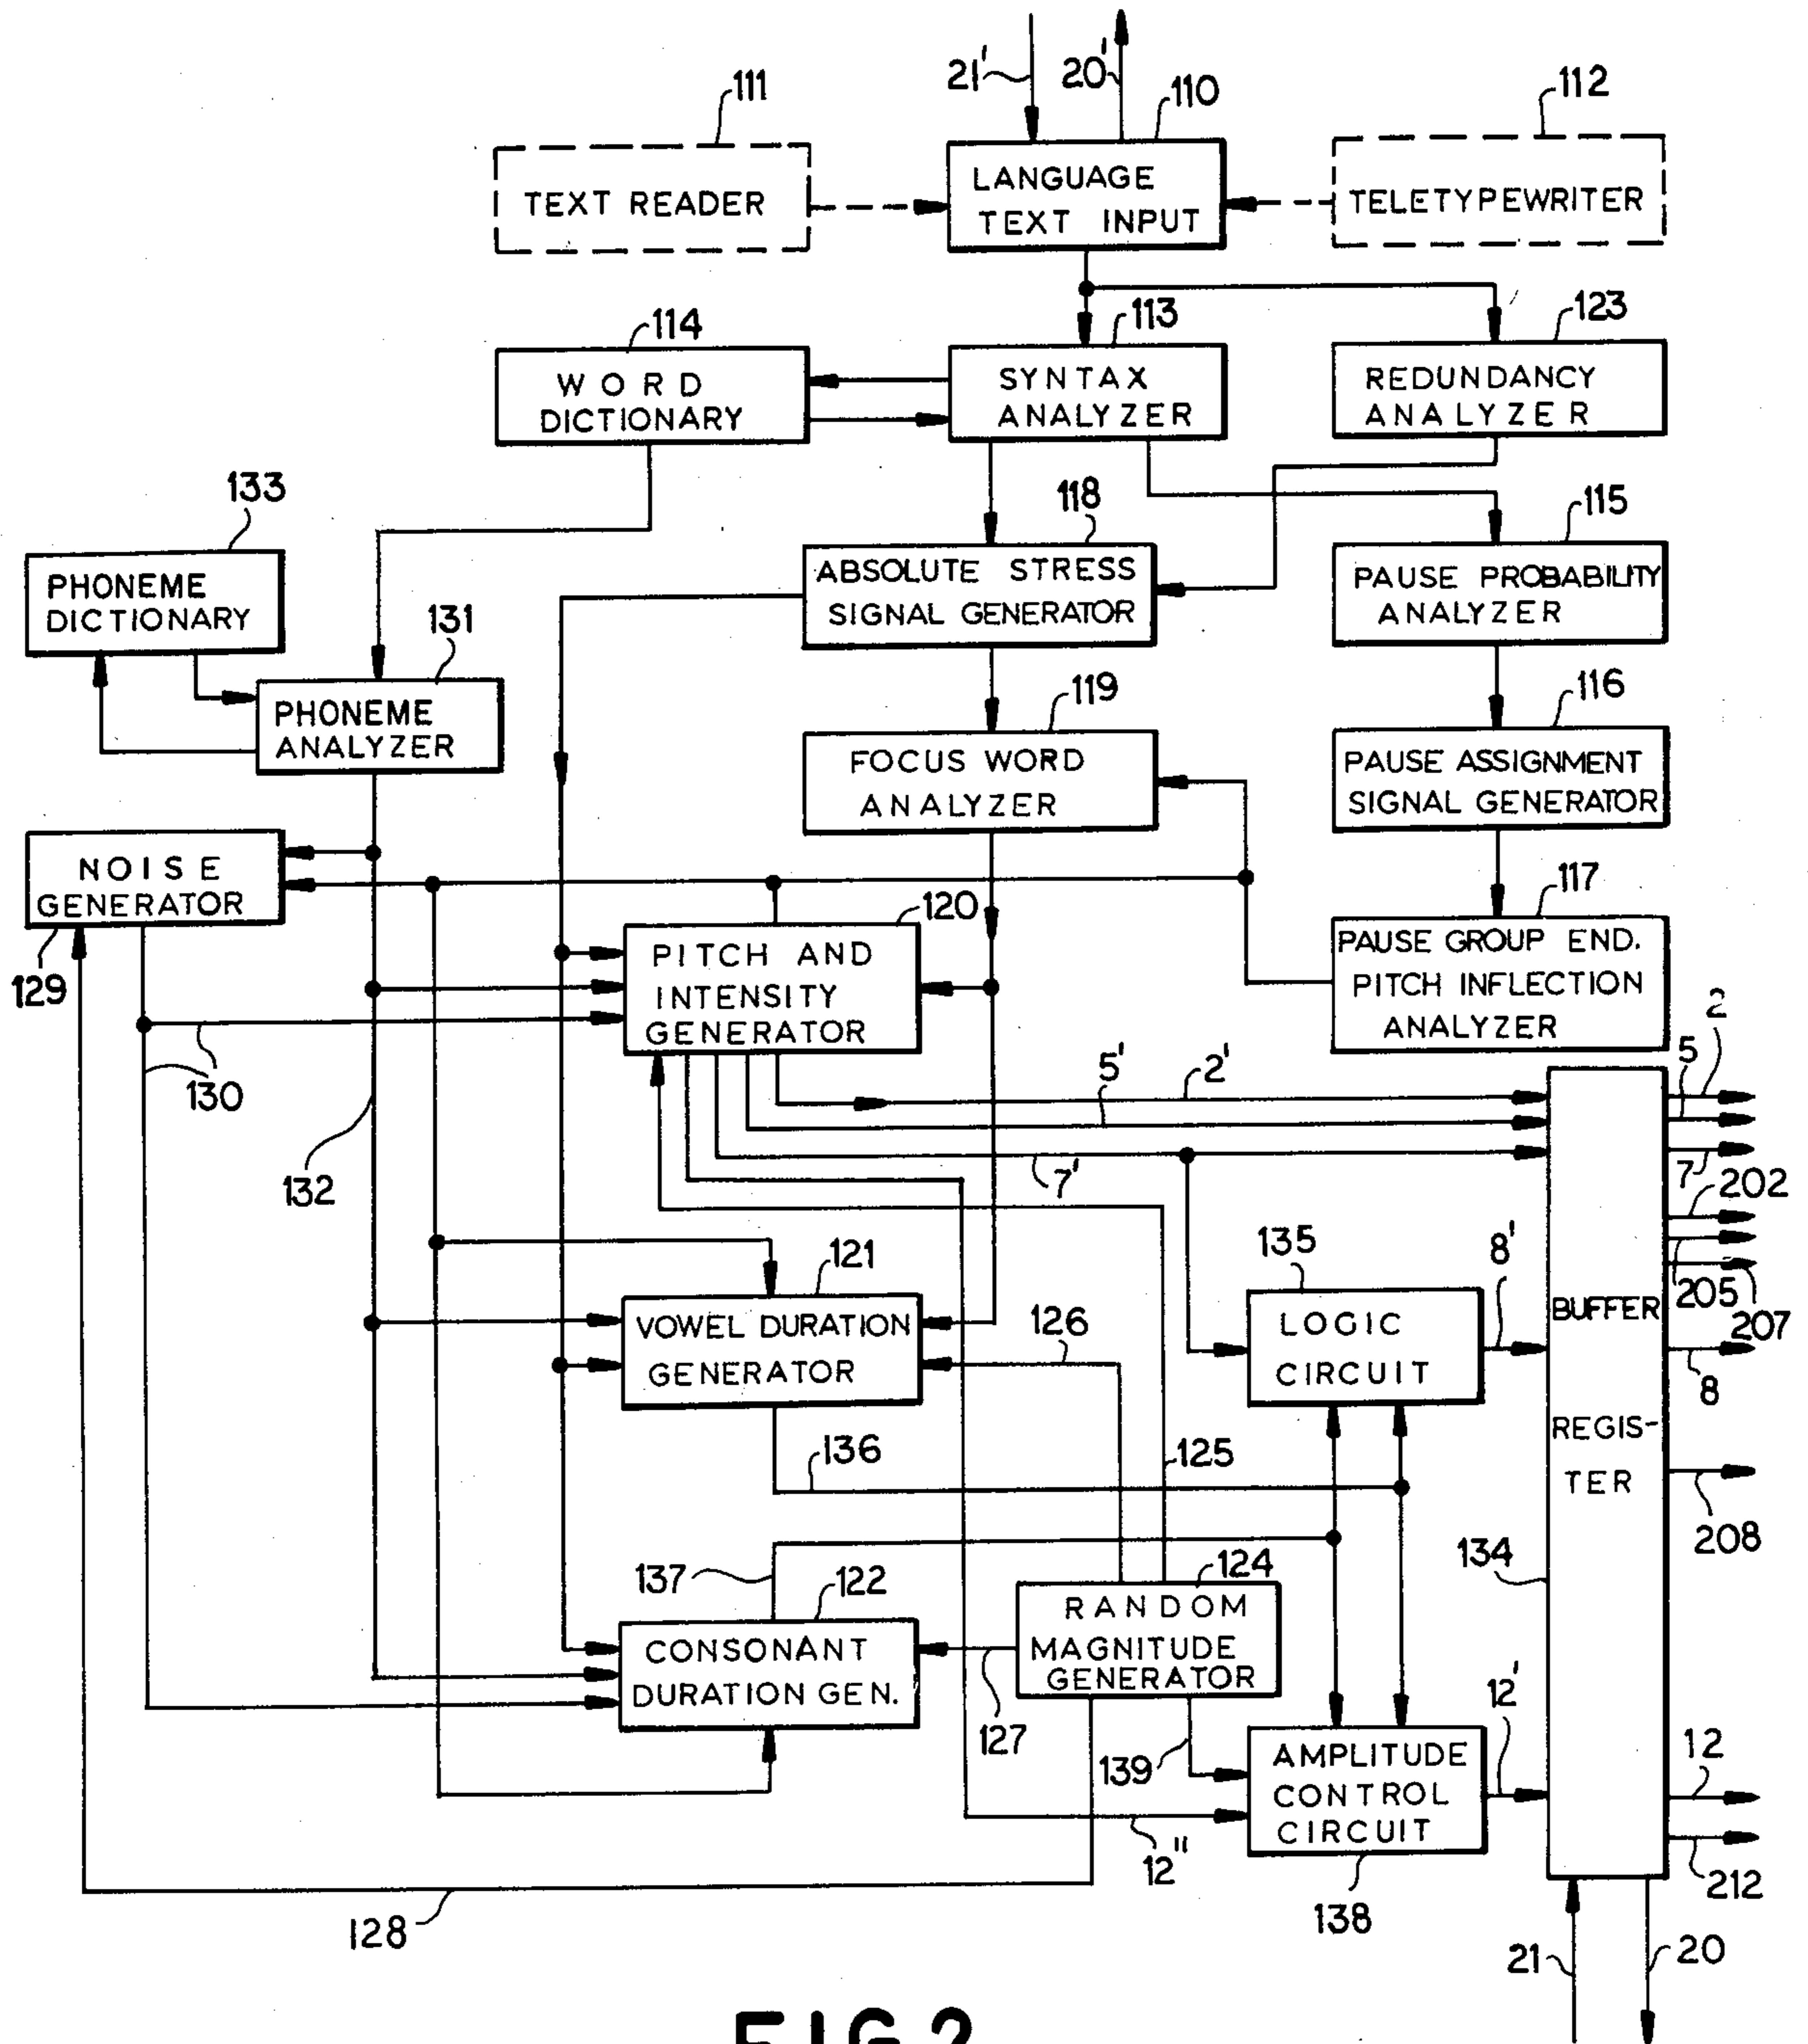 21'
20'
110
111
112
TEXT READER
LANGUAGE
TEXT INPUT
TELETYPEWRITER
114
113
123
WORD
DICTIONARY
SYNTAX
ANALYZER
REDUNDANCY
ANALYZER
133
118
115
PHONEME
DICTIONARY
131
ABSOLUTE STRESS
SIGNAL GENERATOR
PAUSE PROBABILITY
ANALYZER
PHONEME
ANALYZER
119
116
FOCUS WORD
ANALYZER
PAUSE ASSIGNMENT
SIGNAL GENERATOR
NOISE
GENERATOR
129
120
117
PITCH AND
INTENSITY
GENERATOR
PAUSE GROUP END.
PITCH INFLECTION
ANALYZER
130
132
5'
2'
7'
2
5
7
202
205
207
121
135
8'
VOWEL DURATION
GENERATOR
126
LOGIC
CIRCUIT
BUFFER
REGIS-
TER
8
136
125
208
134
137
122
124
CONSONANT
DURATION GEN.
RANDOM
MAGNITUDE
GENERATOR
127
139
12'
12
AMPLITUDE
CONTROL
CIRCUIT
12"
212
128
138
21
20
FIG.2